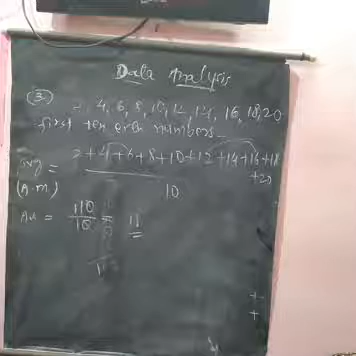 Data Analysis
(3.) 2, 4, 6, 8, 10, 12, 14, 16, 18, 20
first ten even numbers.
Avg = 2+4+6+8+10+12+14+16+18
+20
(A.M.) 10
AM = 110 = 11
10